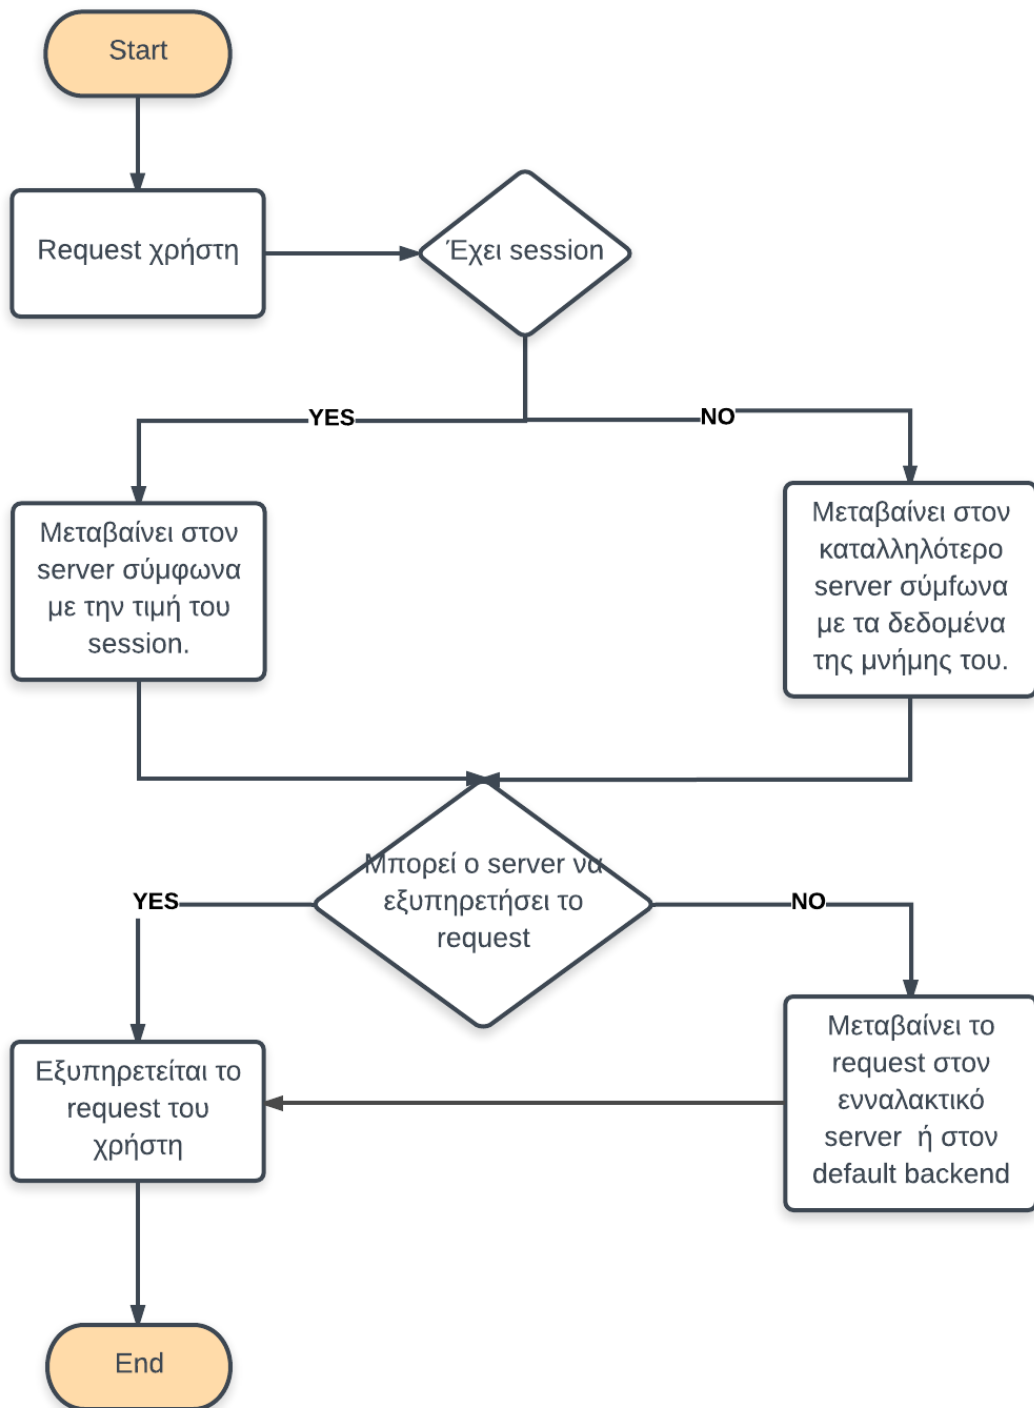 Start
Request χρήστη
Έχει session
YES
NO
Μεταβαίνει στον
server σύμφωνα
με την τιμή του
session.
Μεταβαίνει στον
καταλληλότερο
server σύμfωνα
με τα δεδομένα
της μνήμης του.
Μπορεί ο server να
εξυπηρετήσει το
request
YES
NO
Εξυπηρετείται το
request του
χρήστη
Μεταβαίνει το
request στον
ενναλακτικό
server ή στον
default backend
End